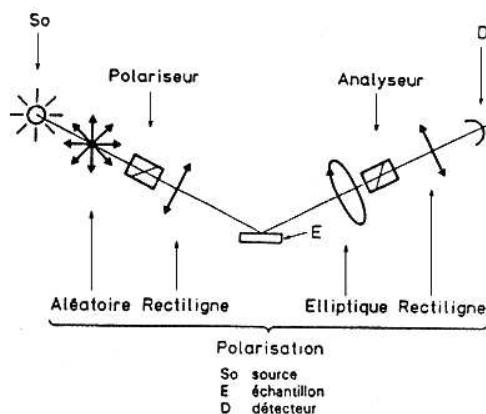 So
D
Polariseur
Analyseur
E
Aléatoire Rectiligne Elliptique Rectiligne
Polarisation
So source
E échantillon
D détecteur